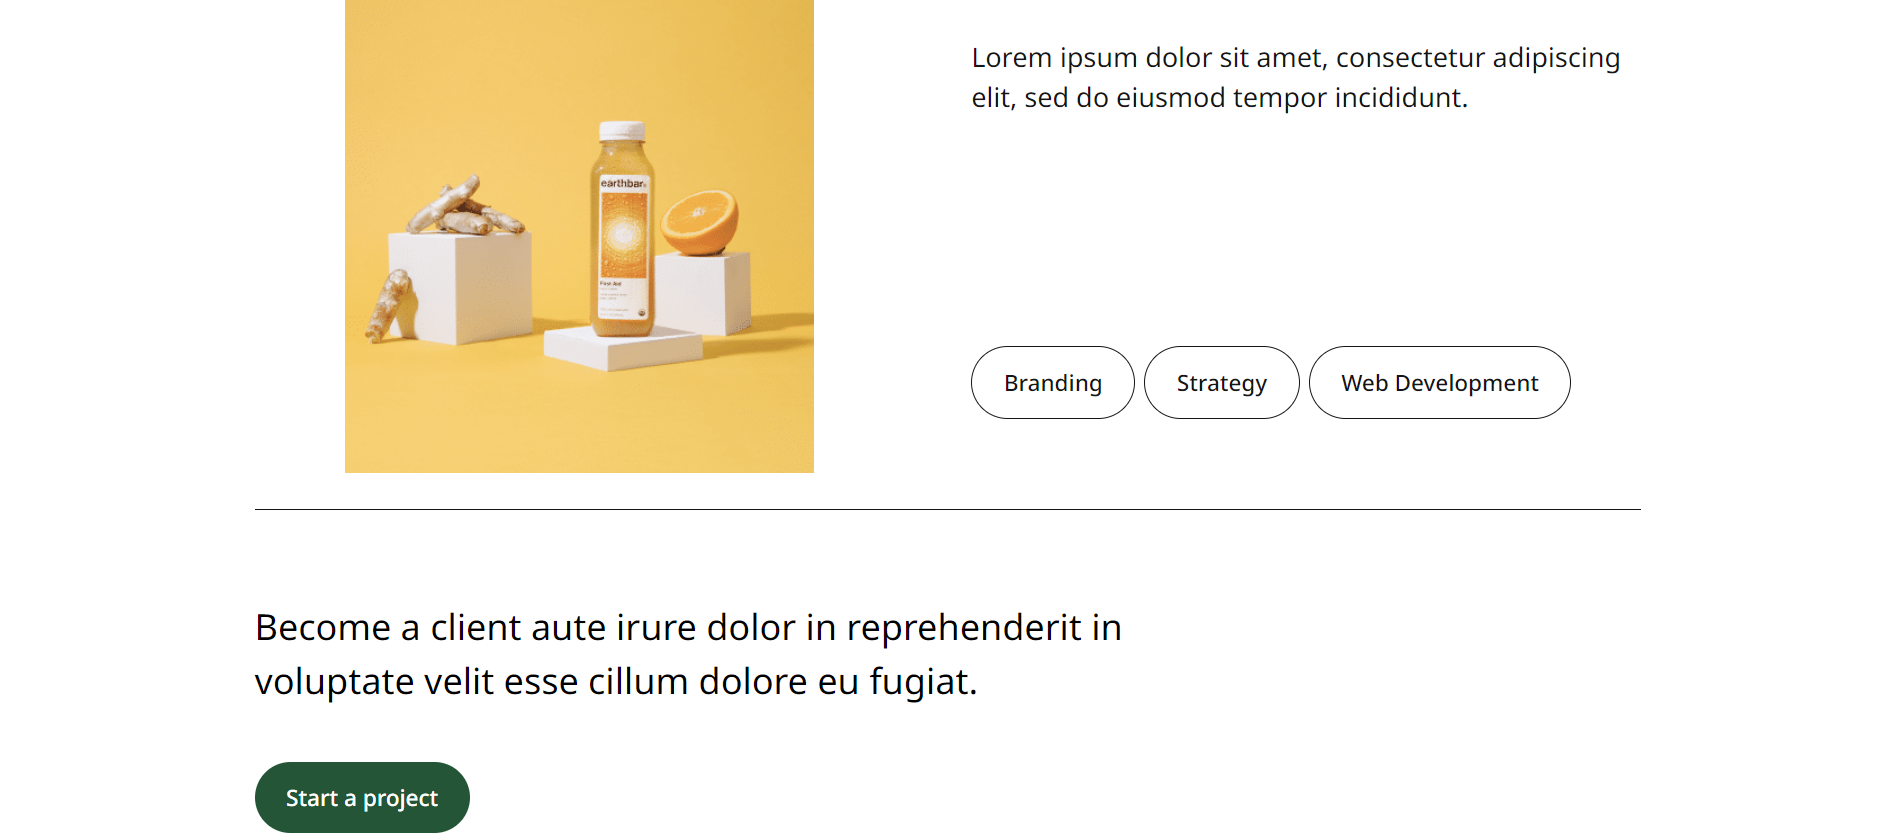 Lorem ipsum dolor sit amet, consectetur adipiscing
elit, sed do eiusmod tempor incididunt.
earthbar
Branding
Strategy
Web Development
Become a client aute irure dolor in reprehenderit in
voluptate velit esse cillum dolore eu fugiat.
Start a project